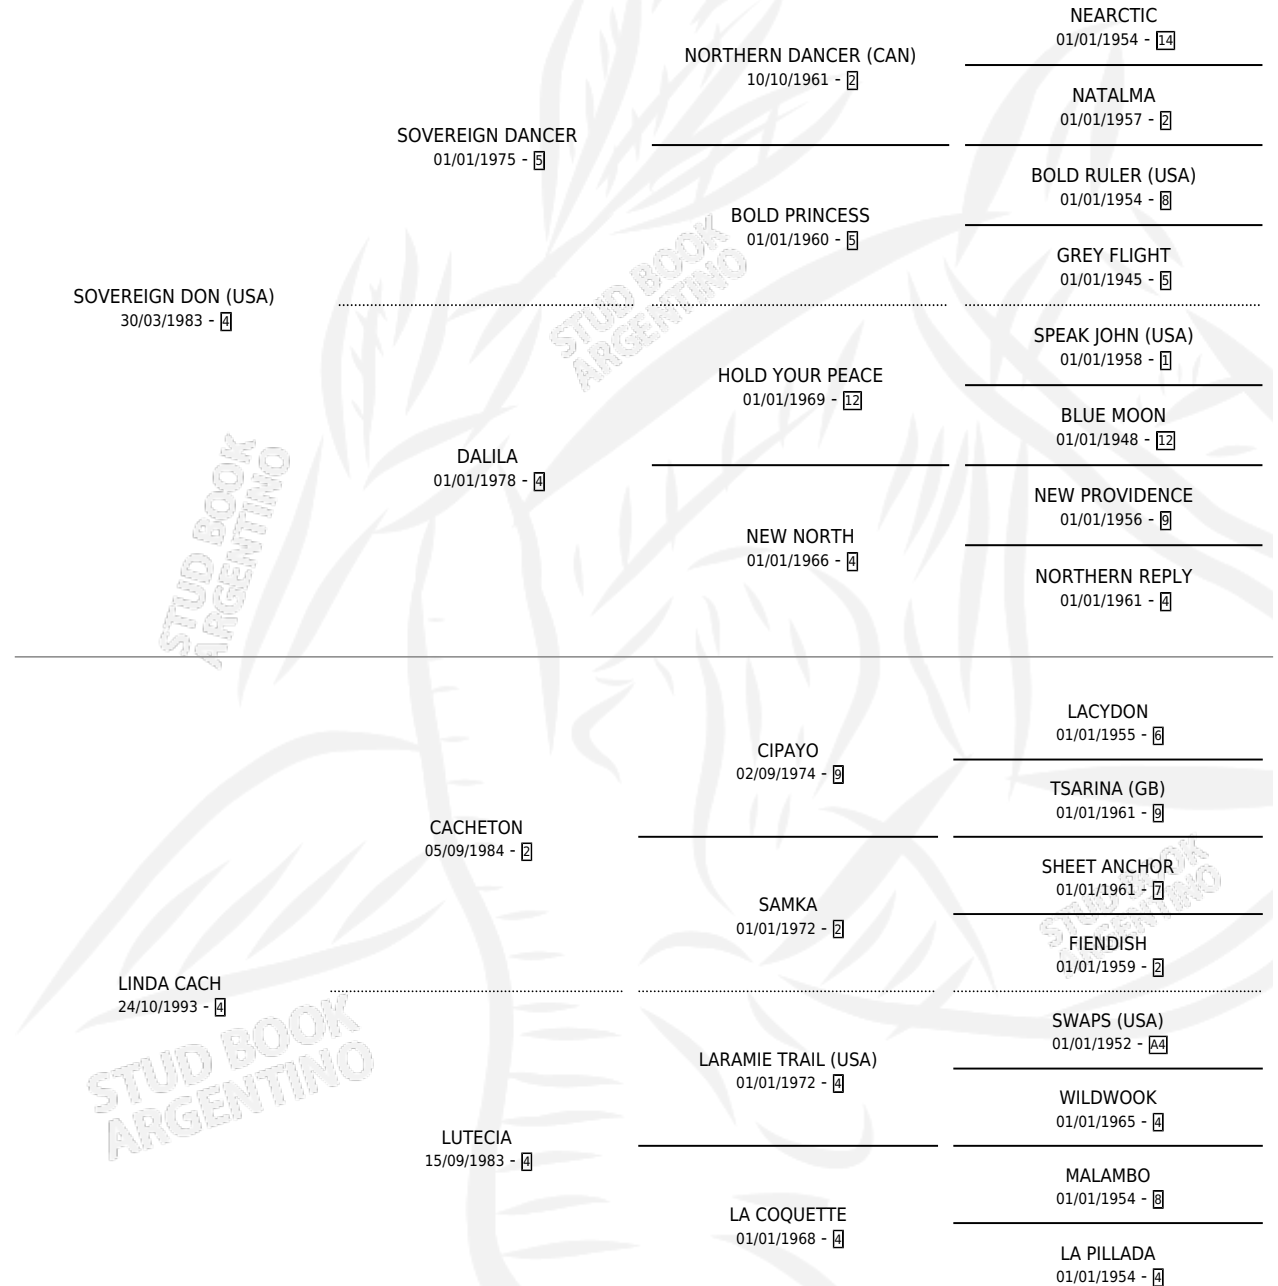 NEARCTIC
01/01/1954 - 14
NORTHERN DANCER (CAN)
10/10/1961 - 2
NATALMA
01/01/1957 - 2
SOVEREIGN DANCER
01/01/1975 - 5
BOLD RULER (USA)
01/01/1954 - 8
BOLD PRINCESS
01/01/1960 - 5
GREY FLIGHT
01/01/1945 - 5
SOVEREIGN DON (USA)
30/03/1983 - 4
SPEAK JOHN (USA)
01/01/1958 - 1
HOLD YOUR PEACE
01/01/1969 - 12
BLUE MOON
01/01/1948 - 12
DALILA
01/01/1978 - 4
NEW PROVIDENCE
01/01/1956 - 9
NEW NORTH
01/01/1966 - 4
NORTHERN REPLY
01/01/1961 - 4
LACYDON
01/01/1955 - 6
CIPAYO
02/09/1974 - 9
TSARINA (GB)
01/01/1961 - 9
CACHETON
05/09/1984 - 2
SHEET ANCHOR
01/01/1961 - 7
SAMKA
01/01/1972 - 2
FIENDISH
01/01/1959 - 2
LINDA CACH
24/10/1993 - 4
SWAPS (USA)
01/01/1952 - A4
LARAMIE TRAIL (USA)
01/01/1972 - 4
WILDWOOK
01/01/1965 - 4
LUTECIA
15/09/1983 - 4
MALAMBO
01/01/1954 - 8
LA COQUETTE
01/01/1968 - 4
LA PILLADA
01/01/1954 - 4
STUD BOOK
ARGENTINO
STUD BOOK
ARGENTINO
STUD BOOK
ARGENTINO
STUD BOOK
ARGENTINO